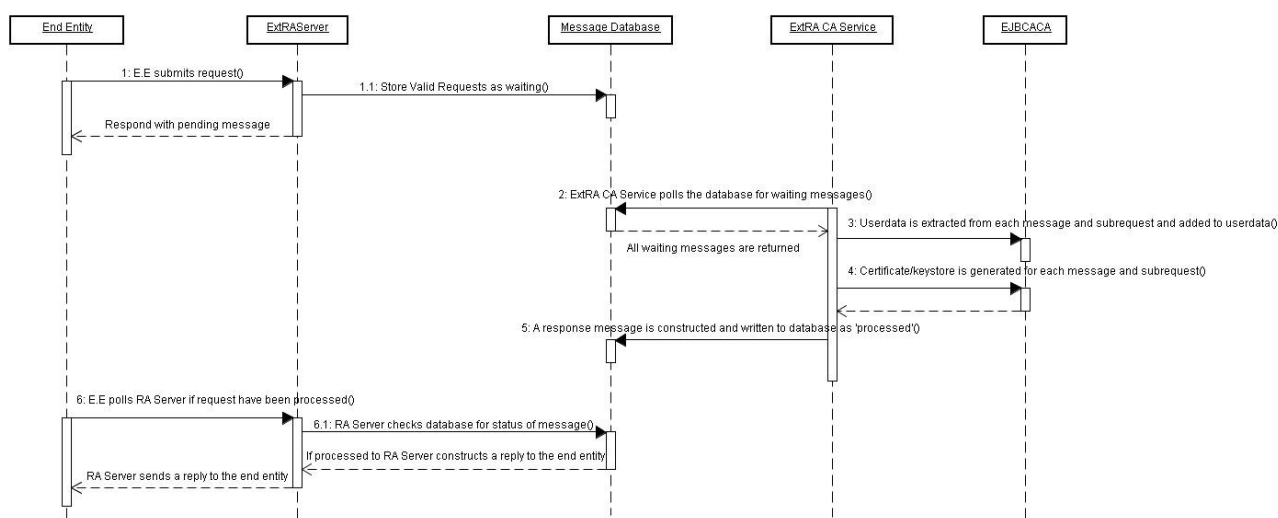 End Entity
ExtRAServer
Message Database
ExtRA CA Service
EJBCACA
1: E.E submits request()
1.1: Store Valid Requests as waiting()
Respond with pending message
2: ExtRA CA Service polls the database for waiting messages()
3: Userdata is extracted from each message and subrequest and added to userdata()
All waiting messages are returned
4: Certificate/keystore is generated for each message and subrequest()
5: A response message is constructed and written to database as 'processed'()
6: E.E polls RA Server if request have been processed()
6.1: RA Server checks database for status of message()
If processed to RA Server constructs a reply to the end entity
RA Server sends a reply to the end entity